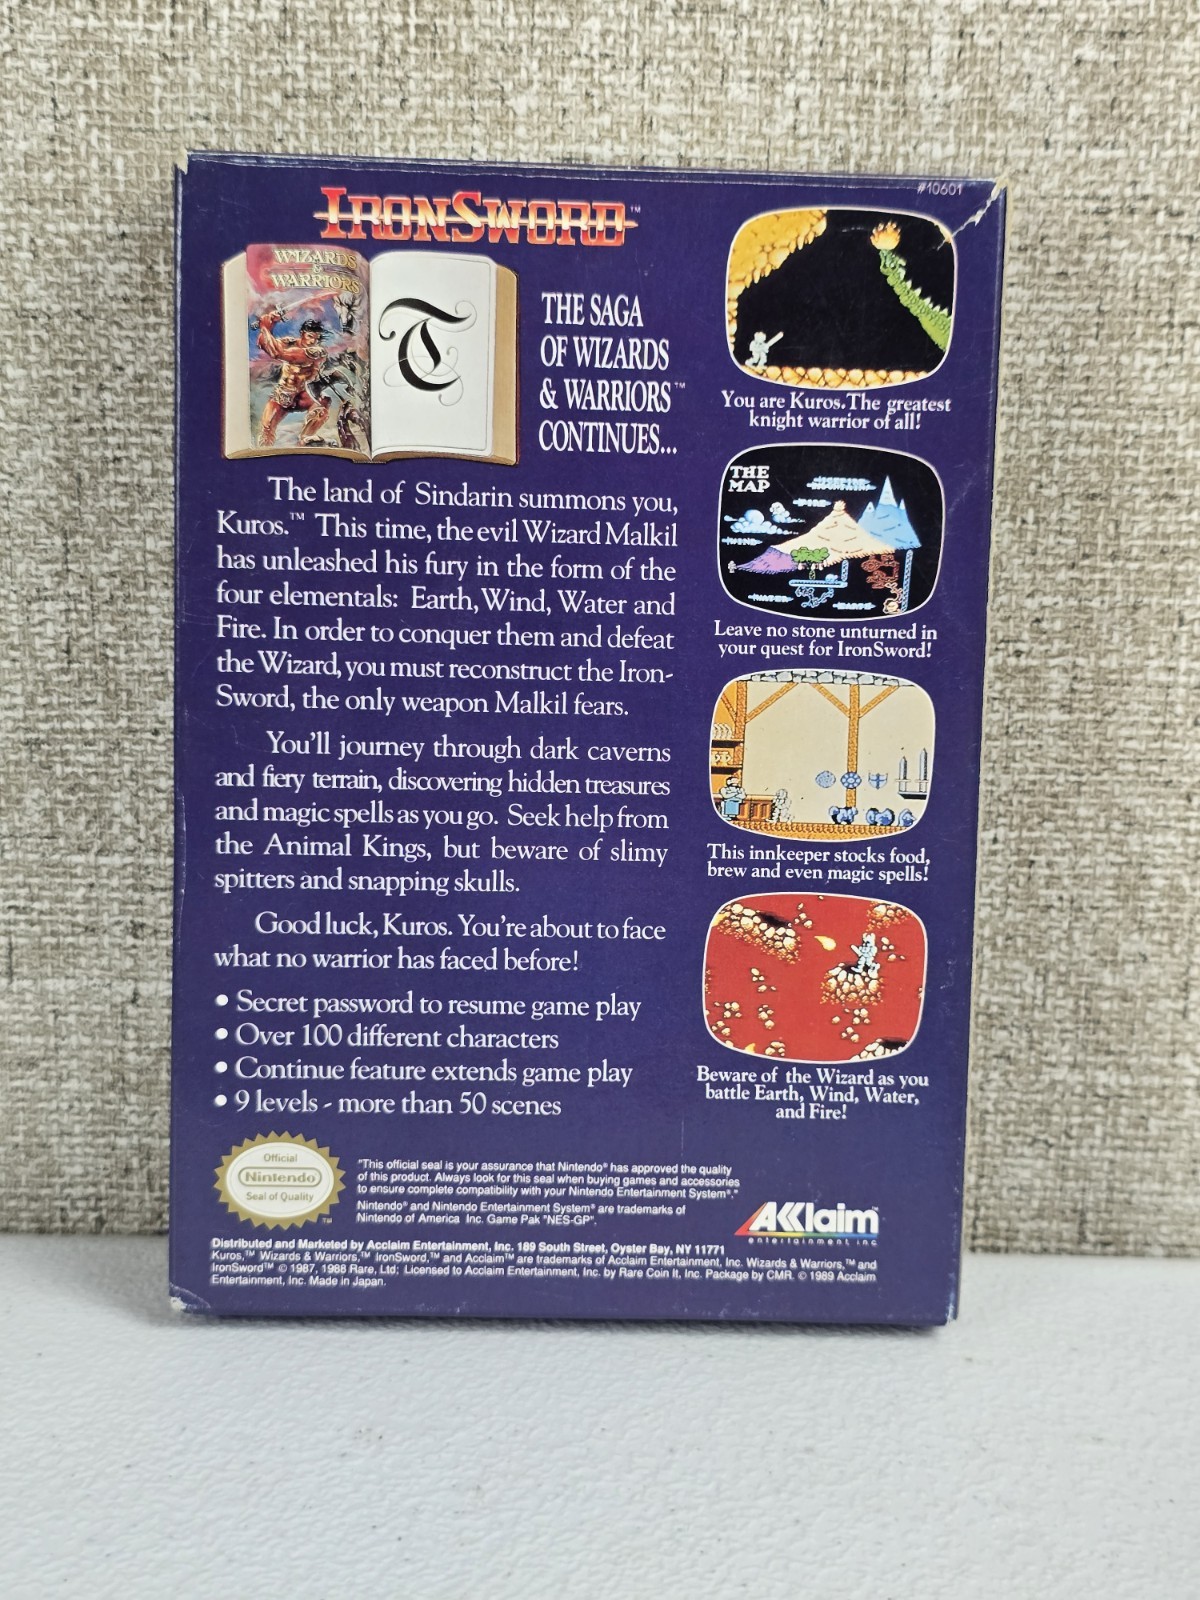 #10601
IRONSWORD™
WIZARDS
&
WARRIORS
T
THE SAGA
OF WIZARDS
& WARRIORS™
CONTINUES...
The land of Sindarin summons you,
Kuros.™ This time, the evil Wizard Malkil
has unleashed his fury in the form of the
four elementals: Earth, Wind, Water and
Fire. In order to conquer them and defeat
the Wizard, you must reconstruct the Iron-
Sword, the only weapon Malkil fears.
You'll journey through dark caverns
and fiery terrain, discovering hidden treasures
and magic spells as you go. Seek help from
the Animal Kings, but beware of slimy
spitters and snapping skulls.
Good luck, Kuros. You're about to face
what no warrior has faced before!
• Secret password to resume game play
• Over 100 different characters
• Continue feature extends game play
• 9 levels - more than 50 scenes
You are Kuros. The greatest
knight warrior of all!
THE
MAP
FIRE
WIND
WATER
EARTH
Leave no stone unturned in
your quest for IronSword!
This innkeeper stocks food,
brew and even magic spells!
Beware of the Wizard as you
battle Earth, Wind, Water,
and Fire!
Official
Nintendo
Seal of Quality
TM
"This official seal is your assurance that Nintendo® has approved the quality
of this product. Always look for this seal when buying games and accessories
to ensure complete compatibility with your Nintendo Entertainment System®."
Nintendo® and Nintendo Entertainment System® are trademarks of
Nintendo of America Inc. Game Pak "NES-GP".
AKKlaim™
entertainment, inc.
Distributed and Marketed by Acclaim Entertainment, Inc. 189 South Street, Oyster Bay, NY 11771
Kuros,™ Wizards & Warriors,™ IronSword,™ and Acclaim™ are trademarks of Acclaim Entertainment, Inc. Wizards & Warriors,™ and
IronSword™ © 1987, 1988 Rare, Ltd; Licensed to Acclaim Entertainment, Inc. by Rare Coin It, Inc. Package by CMR. © 1989 Acclaim
Entertainment, Inc. Made in Japan.